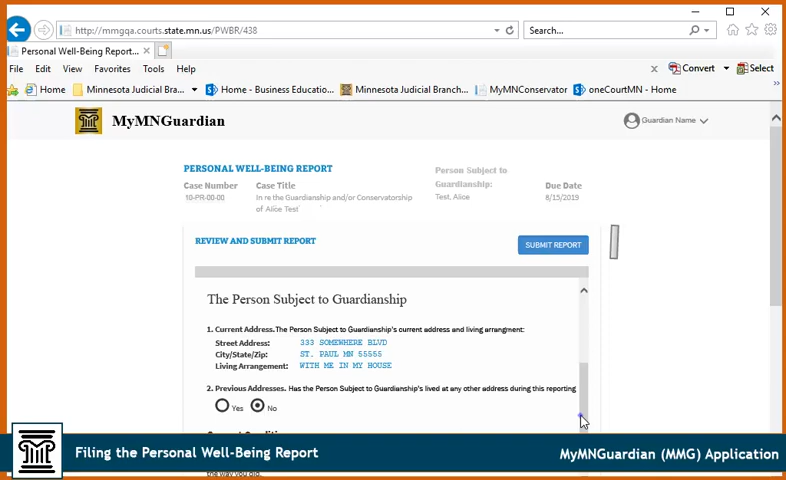 http://mmgqa.courts.state.mn.us/PWBR/438
Search...
Personal Well-Being Report...
File Edit View Favorites Tools Help
Convert Select
Home Minnesota Judicial Bra... Home - Business Educatio... Minnesota Judicial Branch... MyMNConservator oneCourtMN - Home
MyMNGuardian
Guardian Name
PERSONAL WELL-BEING REPORT
Person Subject to
Guardianship:
Case Number Case Title Due Date
10-PR-00-00 In re the Guardianship and/or Conservatorship Test, Alice 8/15/2019
of Alice Test
REVIEW AND SUBMIT REPORT
SUBMIT REPORT
The Person Subject to Guardianship
1. Current Address.The Person Subject to Guardianship's current address and living arrangment:
Street Address: 333 SOMEWHERE BLVD
City/State/Zip: ST. PAUL MN 55555
Living Arrangement: WITH ME IN MY HOUSE
2. Previous Addresses. Has the Person Subject to Guardianship's lived at any other address during this reporting
Yes No
Filing the Personal Well-Being Report
MyMNGuardian (MMG) Application
the way you did.